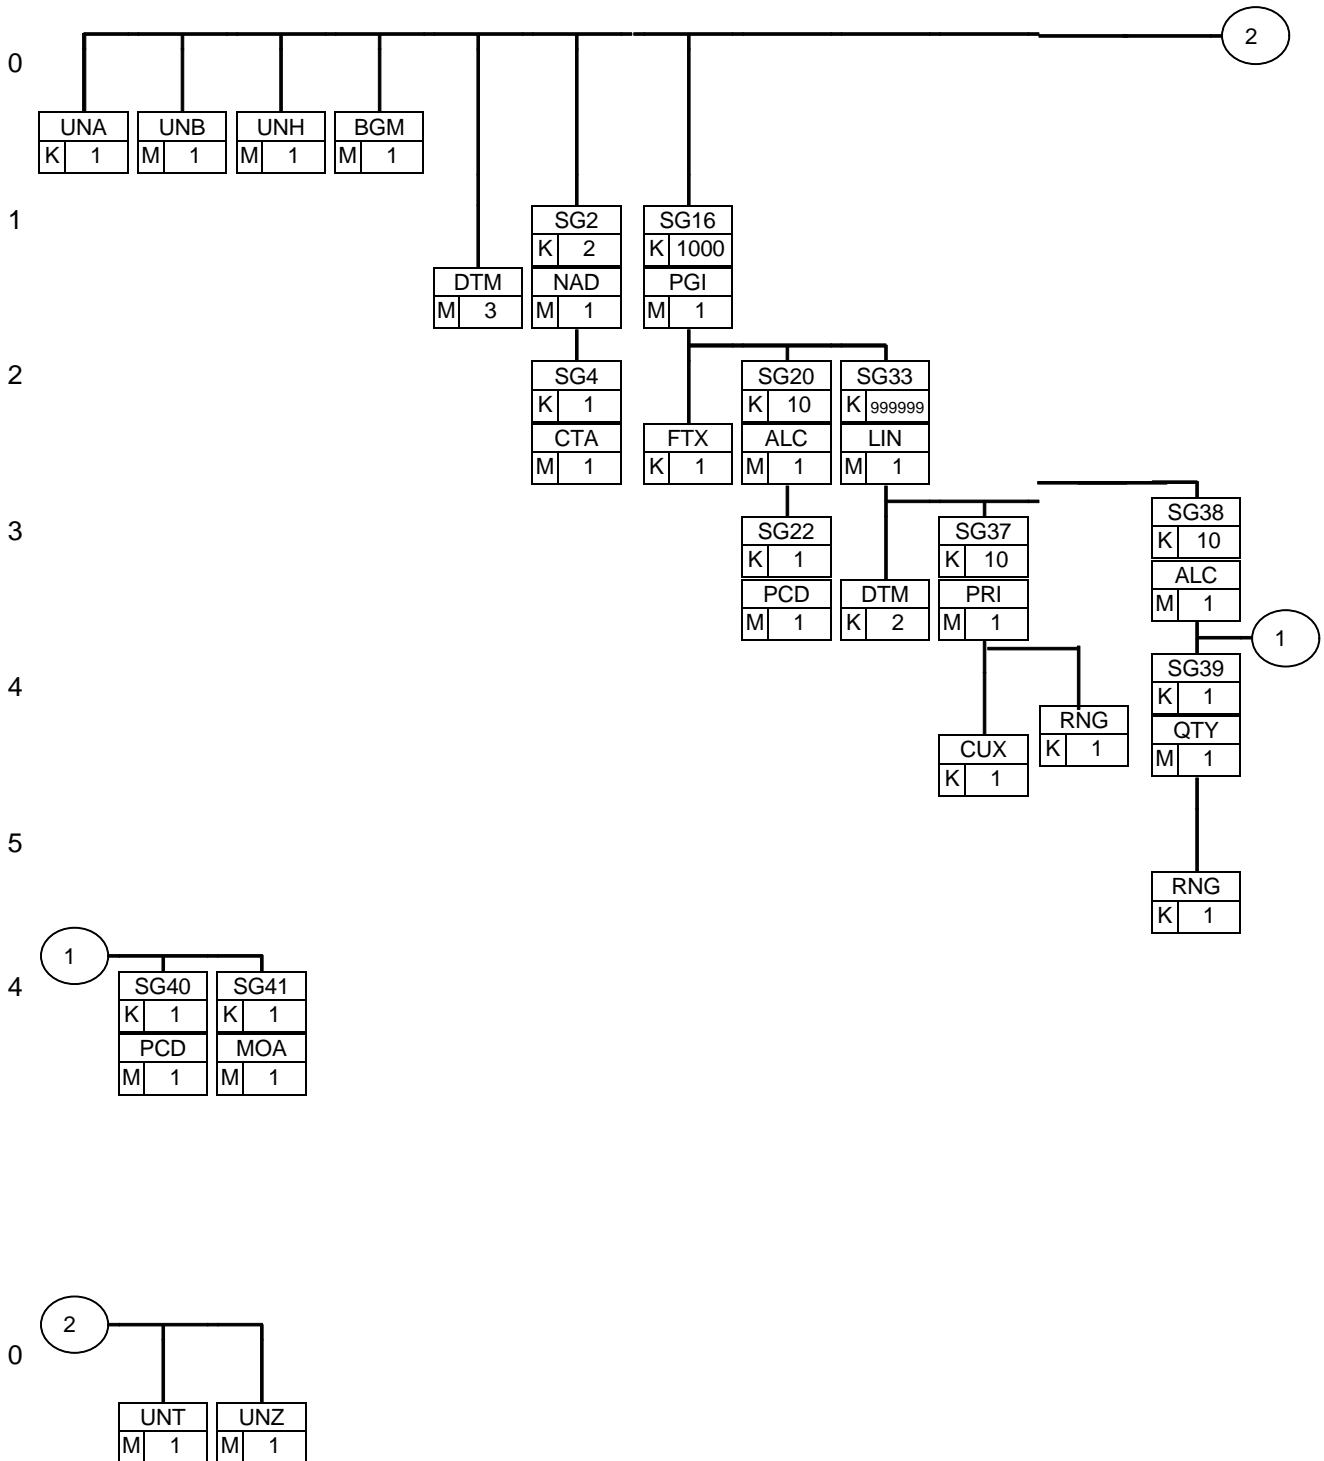 2
0
UNA UNB UNH BGM
K 1 M 1 M 1 M 1
1
SG2 SG16
K 2 K 1000
DTM NAD PGI
M 3 M 1 M 1
2
SG4 SG20 SG33
K 1 K 10 K 999999
CTA FTX ALC LIN
M 1 K 1 M 1 M 1
3
SG22 SG37 SG38
K 1 K 10 K 10
PCD DTM PRI ALC
M 1 K 2 M 1 M 1
1
4
SG39
K 1
CUX RNG QTY
K 1 K 1 M 1
5
RNG
K 1
1
4
SG40 SG41
K 1 K 1
PCD MOA
M 1 M 1
2
0
UNT UNZ
M 1 M 1